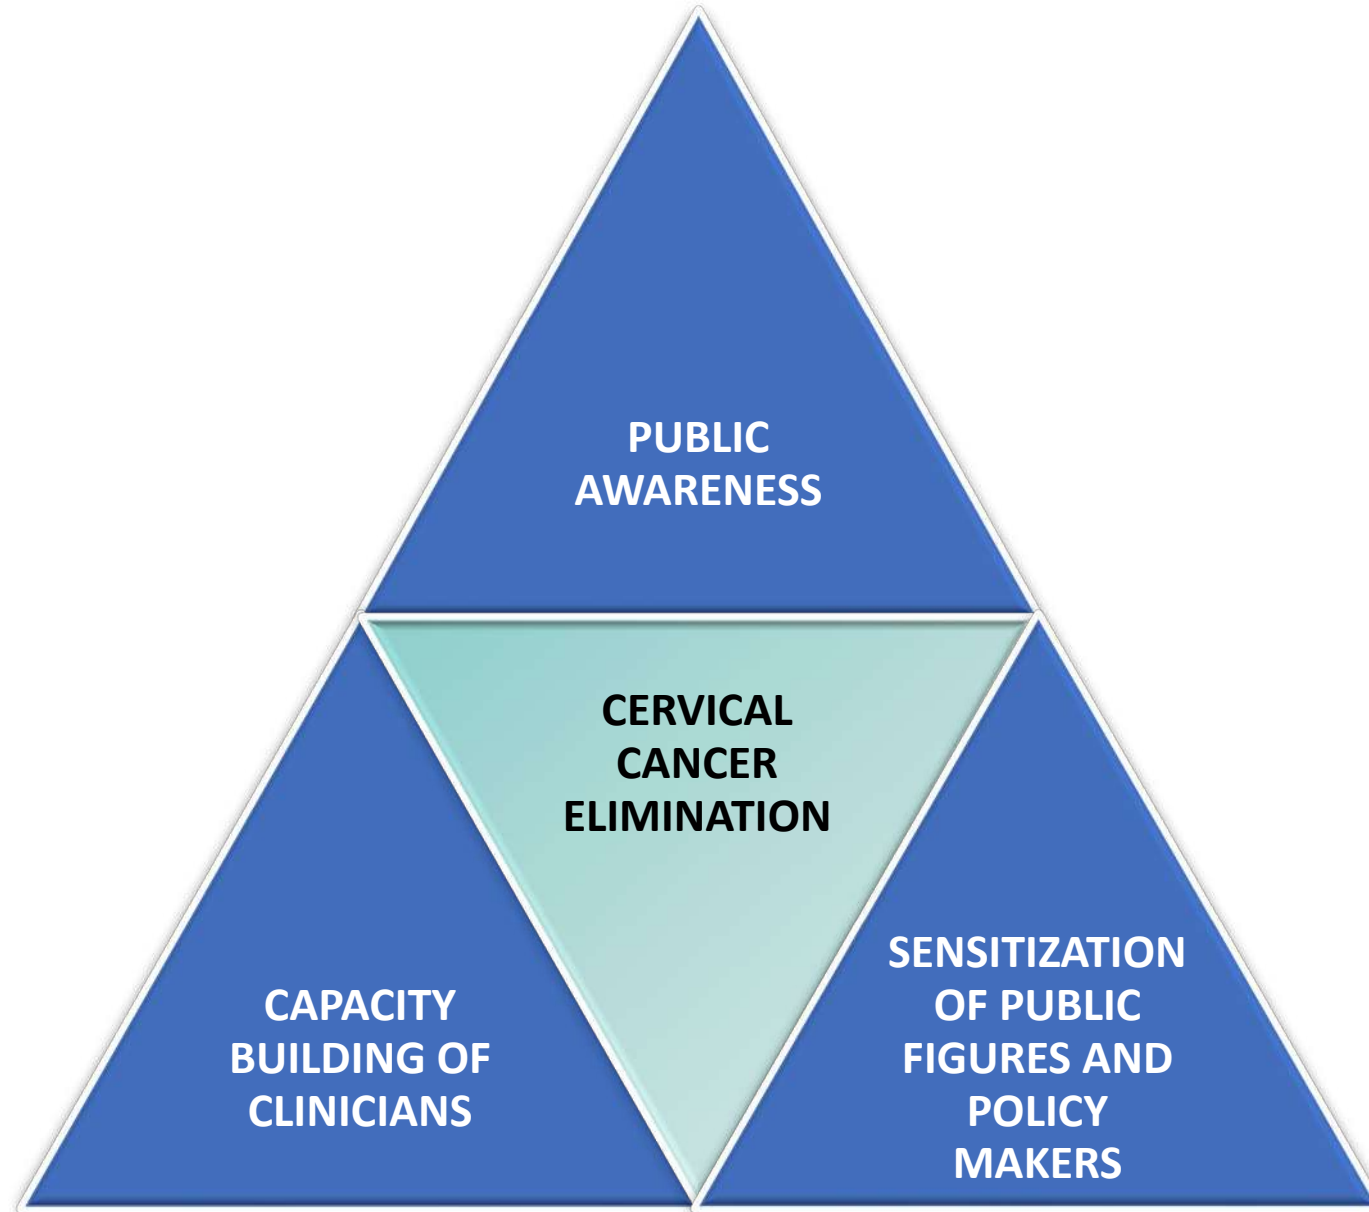 PUBLIC
AWARENESS
CERVICAL
CANCER
ELIMINATION
CAPACITY
BUILDING OF
CLINICIANS
SENSITIZATION
OF PUBLIC
FIGURES AND
POLICY
MAKERS